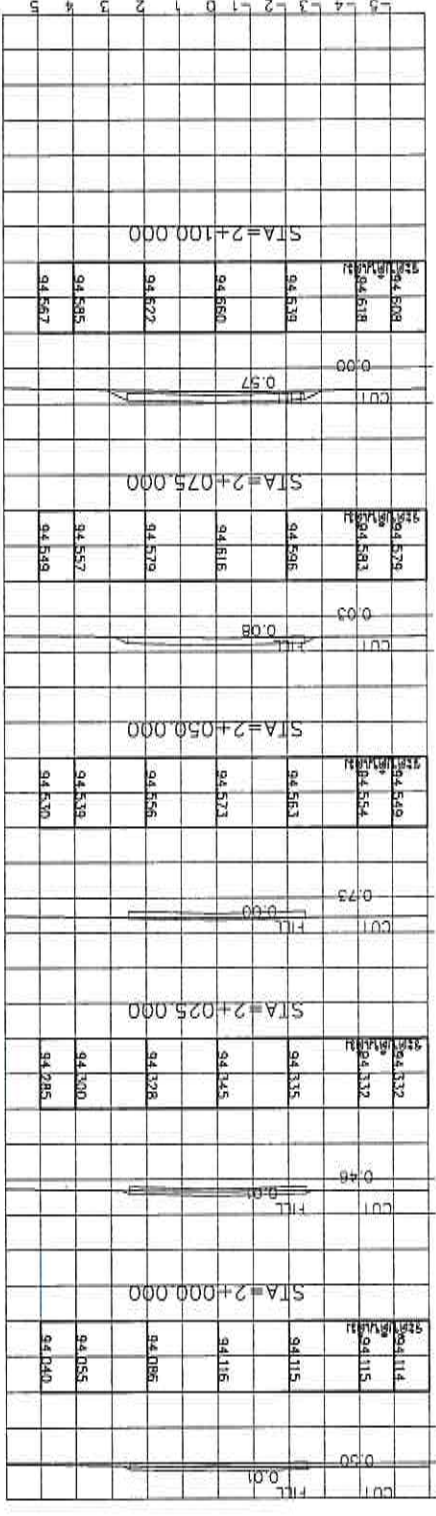 CUT FILL
0.30 0.01
94.114 94.115 94.115 94.116 94.086 94.055 94.040
STA=2+000.000
CUT FILL
0.46 0.01
94.332 94.332 94.335 94.345 94.328 94.300 94.285
STA=2+025.000
CUT FILL
0.73 0.00
94.549 94.554 94.563 94.573 94.556 94.539 94.530
STA=2+050.000
CUT FILL
0.03 0.08
94.579 94.583 94.596 94.616 94.579 94.557 94.549
STA=2+075.000
CUT
0.00 0.57
94.608 94.618 94.639 94.660 94.622 94.585 94.567
STA=2+100.000
-5 -4 -3 -2 -1 0 1 2 3 4 5